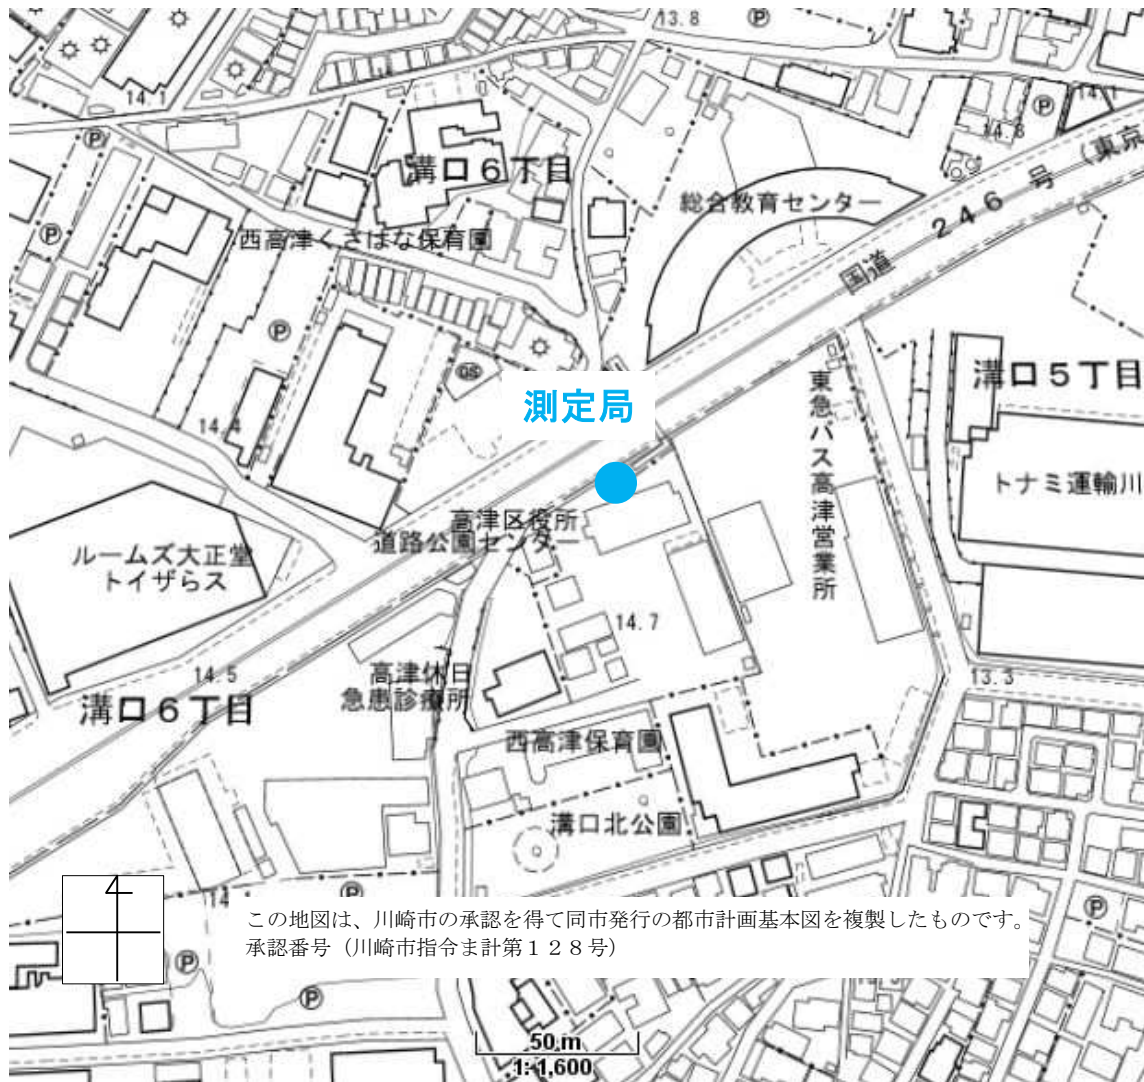 13.8
Ⓟ
14.1
14.1
Ⓟ
14.8
Ⓟ
溝口６丁目
(東京
国道 246 号
総合教育センター
西高津くさばな保育園
Ⓟ
Ⓟ
GS
測定局
溝口５丁目
14.4
東急バス高津営業所
トナミ運輸川
高津区役所
道路公園センター
ルームズ大正堂
トイザらス
14.7
14.5
高津休日
急患診療所
13.3
溝口６丁目
西高津保育園
溝口北公園
Ⓟ
14
Ⓟ
この地図は、川崎市の承認を得て同市発行の都市計画基本図を複製したものです。
承認番号（川崎市指令ま計第１２８号）
Ⓟ
Ⓟ
50 m
1: 1,600